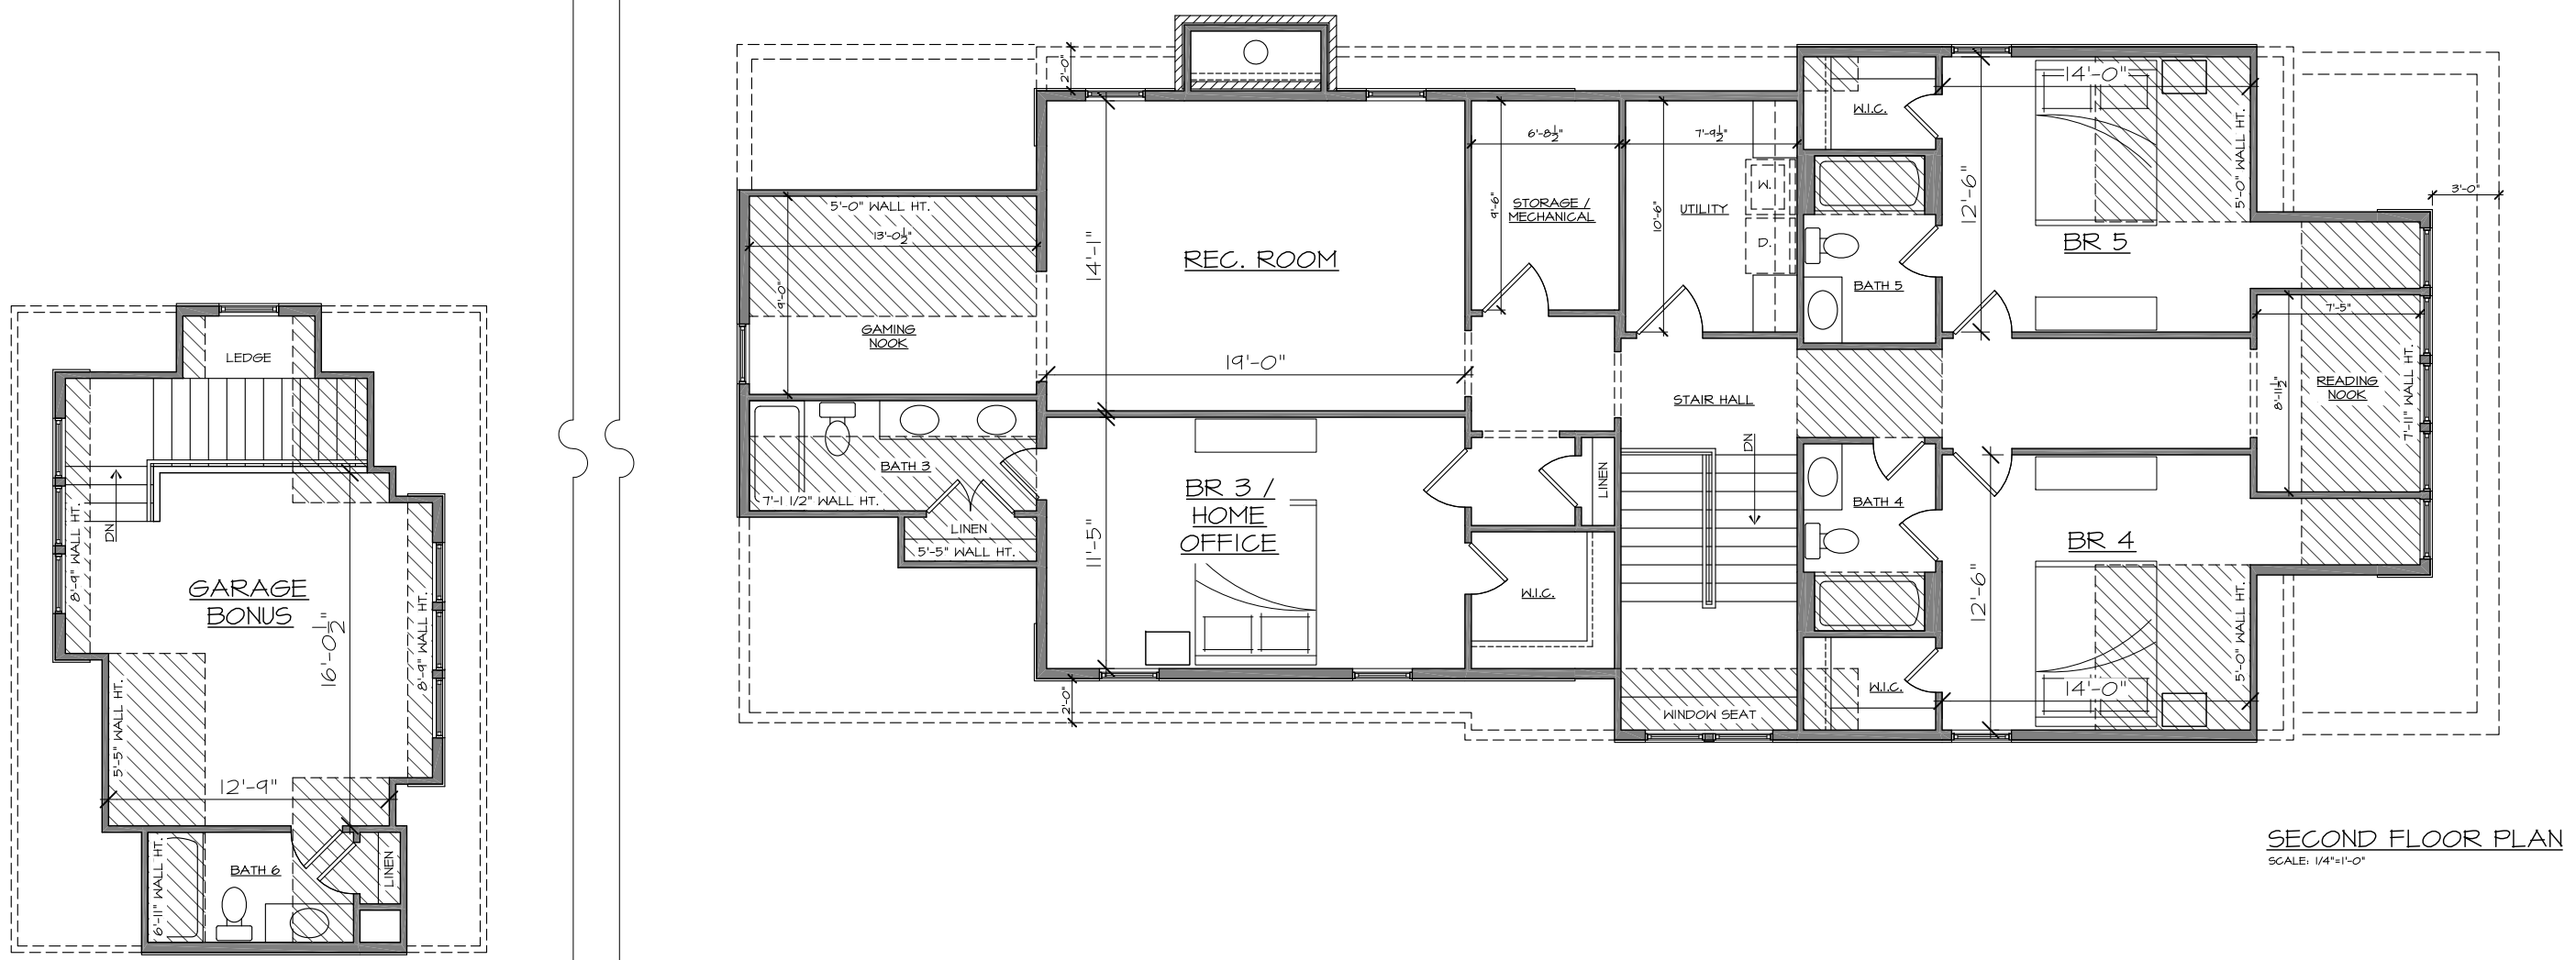 LEDGE
DN
8'-9" WALL HT.
GARAGE
BONUS
16'-0 1/2"
8'-9" WALL HT.
5'-5" WALL HT.
12'-9"
6'-11" WALL HT.
BATH 6
LINEN
2'-0"
5'-0" WALL HT.
13'-0 1/2"
9'-0"
GAMING
NOOK
14'-1"
REC. ROOM
19'-0"
6'-8 1/2"
9'-6"
STORAGE /
MECHANICAL
7'-9 1/2"
10'-6"
UTILITY
W.
D.
W.I.C.
14'-0"
12'-6"
5'-0" WALL HT.
BR 5
BATH 5
3'-0"
7'-5"
8'-11 1/2"
READING
NOOK
7'-11" WALL HT.
STAIR HALL
DN
BATH 3
7'-1 1/2" WALL HT.
LINEN
5'-5" WALL HT.
11'-5"
BR 3 /
HOME
OFFICE
LINEN
W.I.C.
2'-0"
WINDOW SEAT
BATH 4
BR 4
12'-6"
W.I.C.
14'-0"
5'-0" WALL HT.
SECOND FLOOR PLAN
SCALE: 1/4"=1'-0"